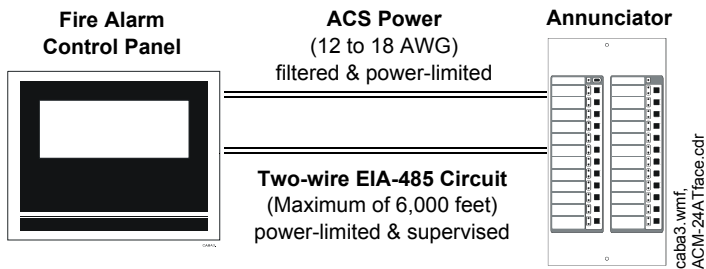 Fire Alarm
Control Panel
ACS Power
(12 to 18 AWG)
filtered & power-limited
Annunciator
Two-wire EIA-485 Circuit
(Maximum of 6,000 feet)
power-limited & supervised
caba3.wmf,
ACM-24ATface.cdr